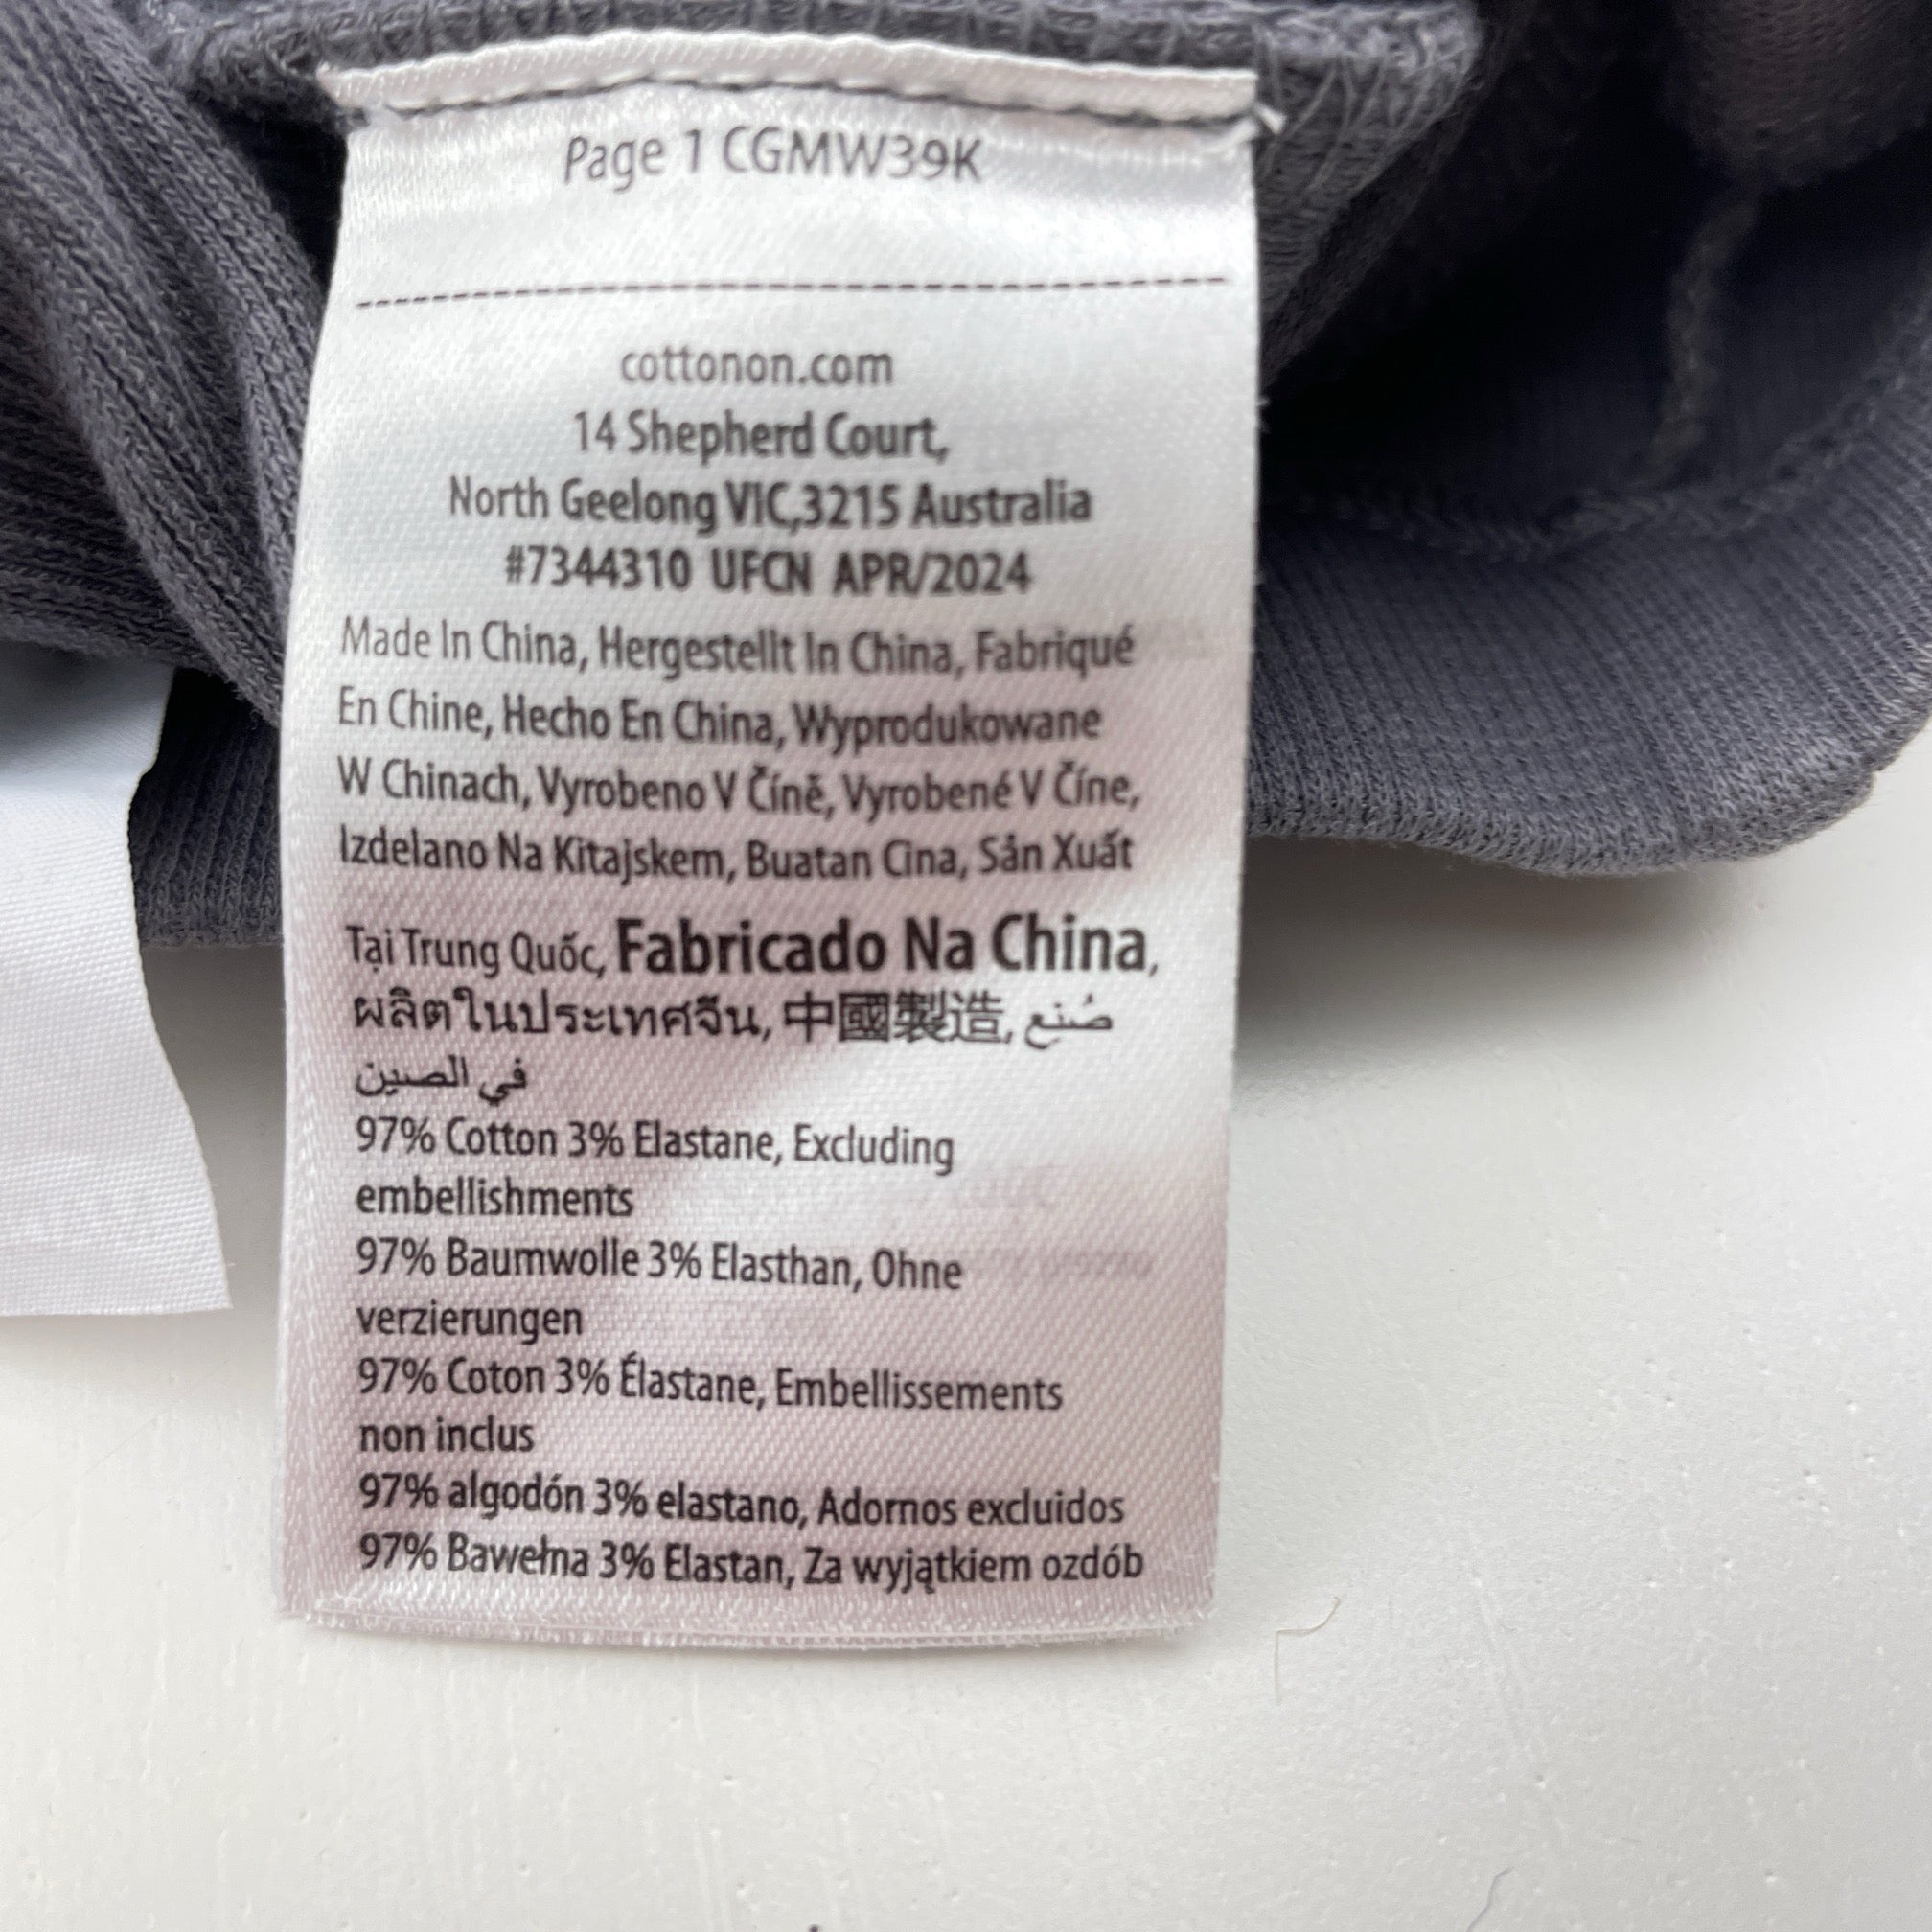 Page 1 CGMW39K
cottonon.com
14 Shepherd Court,
North Geelong VIC,3215 Australia
#7344310 UFCN APR/2024
Made In China, Hergestellt In China, Fabriqué
En Chine, Hecho En China, Wyprodukowane
W Chinach, Vyrobeno V Číně, Vyrobené V Číne,
Izdelano Na Kitajskem, Buatan Cina, Sản Xuất
Tại Trung Quốc, Fabricado Na China,
ผลิตในประเทศจีน, 中國製造, صُنع
في الصين
97% Cotton 3% Elastane, Excluding
embellishments
97% Baumwolle 3% Elasthan, Ohne
verzierungen
97% Coton 3% Élastane, Embellissements
non inclus
97% algodón 3% elastano, Adornos excluidos
97% Bawełna 3% Elastan, Za wyjątkiem ozdób